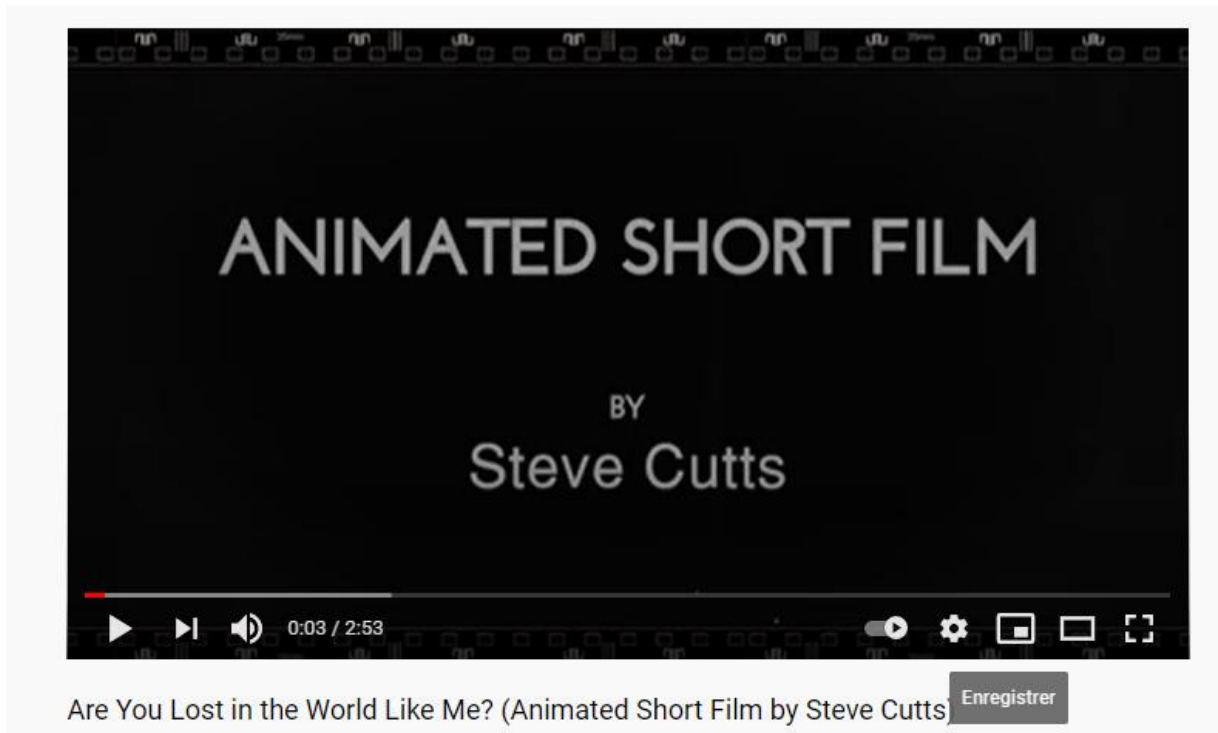 ANIMATED SHORT FILM
BY
Steve Cutts
0:03 / 2:53
Enregistrer
Are You Lost in the World Like Me? (Animated Short Film by Steve Cutts)